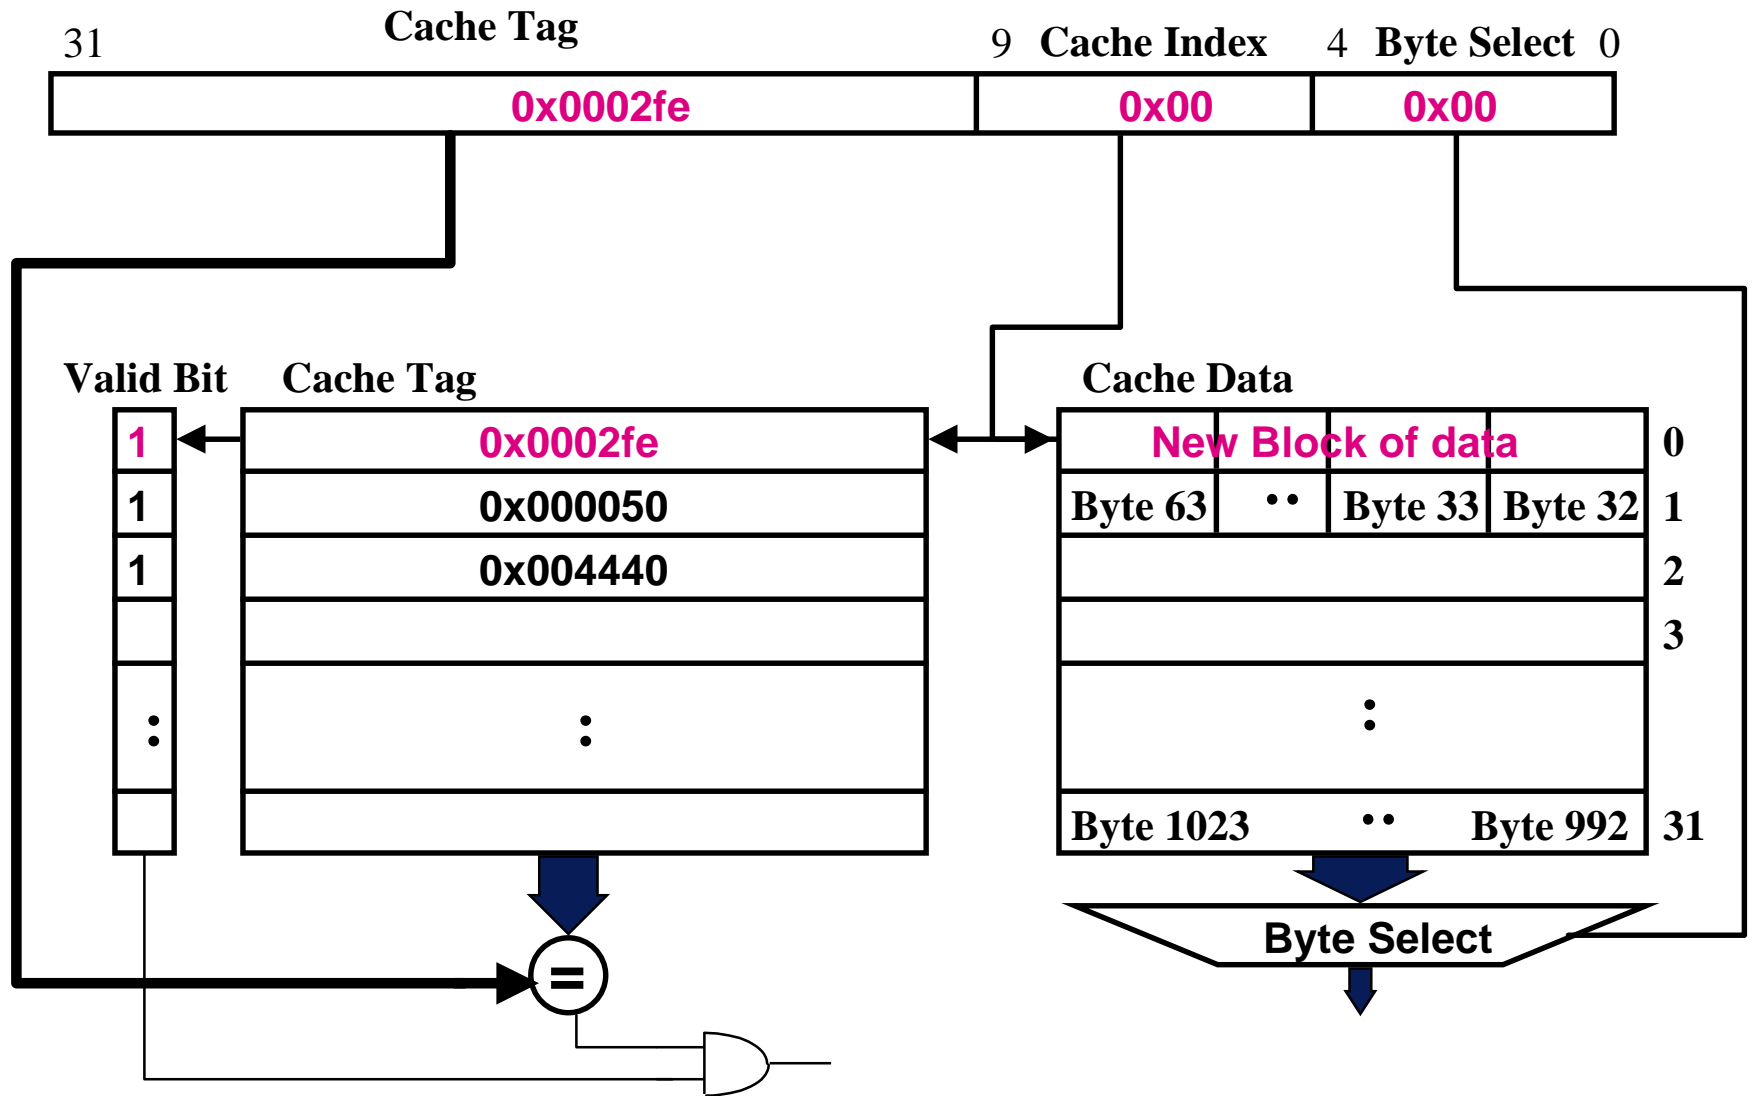 Cache Tag
31 9 Cache Index 4 Byte Select 0
0x0002fe 0x00 0x00
Valid Bit Cache Tag Cache Data
1 0x0002fe New Block of data 0
1 0x000050 Byte 63 ·· Byte 33 Byte 32 1
1 0x004440 2
3
: : :
Byte 1023 ·· Byte 992 31
Byte Select
=